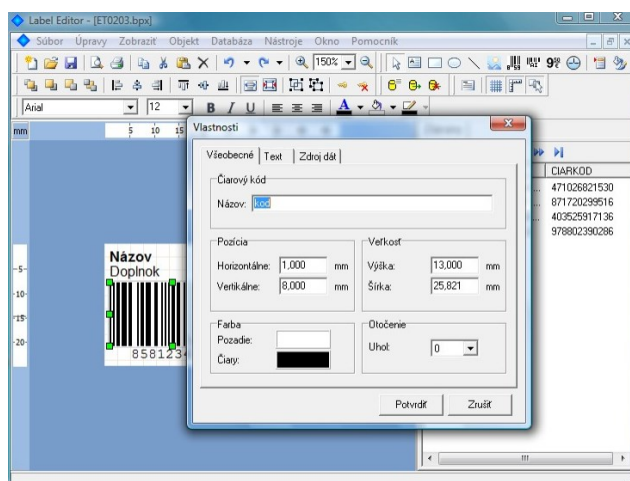 Label Editor - [ET0203.bpx]
Súbor Úpravy Zobraziť Objekt Databáza Nástroje Okno Pomocník
150%
Arial 12 B I U A
mm 5 10 15
Vlastnosti
Všeobecné Text Zdroj dát
Čiarový kód
Názov: kod
Pozícia Veľkosť
Horizontálne: 1,000 mm Výška: 13,000 mm
Vertikálne: 8,000 mm Šírka: 25,821 mm
Farba Otočenie
Pozadie: Uhol: 0
Čiary:
Potvrdiť Zrušiť
CIARKOD
471026821530
871720299516
403525917136
978802390286
Názov
Doplnok
8581234
-5-
-10-
-15-
-20-